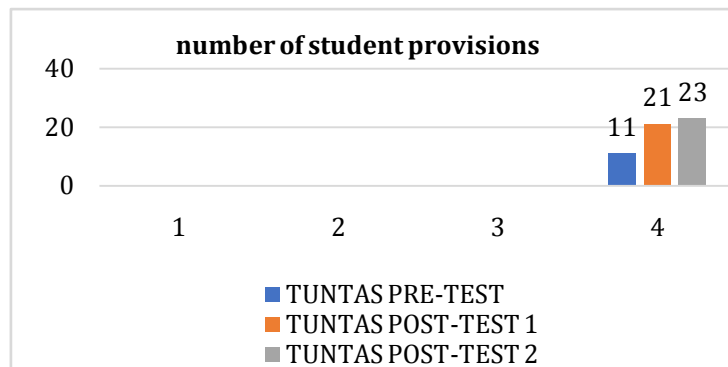 number of student provisions
40
20
0
11
21
23
1 2 3 4
TUNTAS PRE-TEST
TUNTAS POST-TEST 1
TUNTAS POST-TEST 2